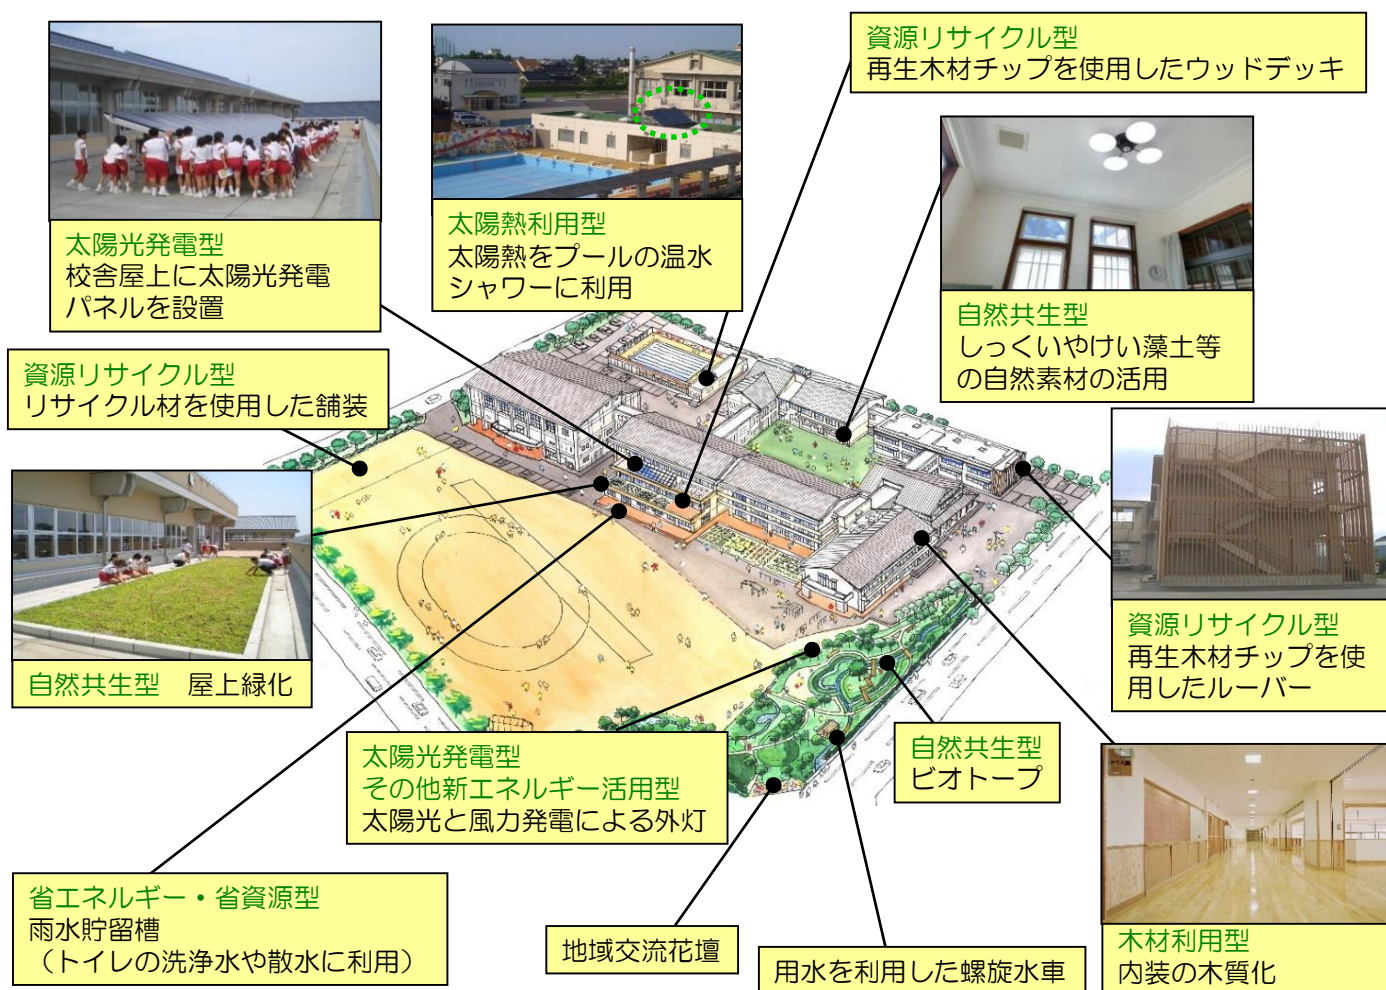 資源リサイクル型
再生木材チップを使用したウッドデッキ
太陽光発電型
校舎屋上に太陽光発電
パネルを設置
太陽熱利用型
太陽熱をプールの温水
シャワーに利用
自然共生型
しっくいやけい藻土等
の自然素材の活用
資源リサイクル型
リサイクル材を使用した舗装
自然共生型　屋上緑化
資源リサイクル型
再生木材チップを使
用したルーバー
太陽光発電型
その他新エネルギー活用型
太陽光と風力発電による外灯
自然共生型
ビオトープ
省エネルギー・省資源型
雨水貯留槽
（トイレの洗浄水や散水に利用）
地域交流花壇
用水を利用した螺旋水車
木材利用型
内装の木質化